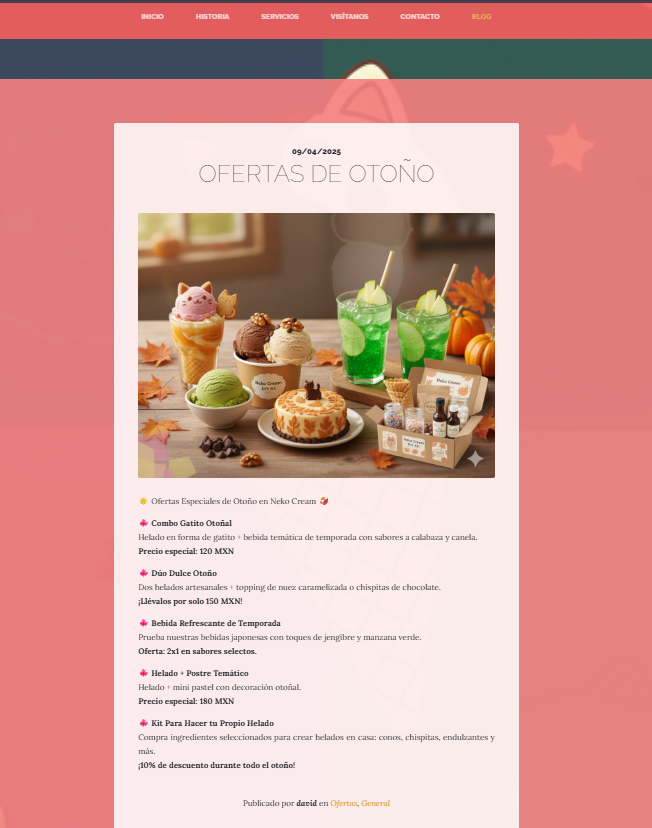 INICIO HISTORIA SERVICIOS VISÍTANOS CONTACTO BLOG
09/04/2025
OFERTAS DE OTOÑO
Neko Cream
Neko Cream
Neko Cream
Ofertas Especiales de Otoño en Neko Cream
Combo Gatito Otoñal
Helado en forma de gatito + bebida temática de temporada con sabores a calabaza y canela.
Precio especial: 120 MXN
Dúo Dulce Otoño
Dos helados artesanales + topping de nuez caramelizada o chispitas de chocolate.
¡Llévalos por solo 150 MXN!
Bebida Refrescante de Temporada
Prueba nuestras bebidas japonesas con toques de jengibre y manzana verde.
Oferta: 2x1 en sabores selectos.
Helado + Postre Temático
Helado + mini pastel con decoración otoñal.
Precio especial: 180 MXN
Kit Para Hacer tu Propio Helado
Compra ingredientes seleccionados para crear helados en casa: conos, chispitas, endulzantes y
más.
¡10% de descuento durante todo el otoño!
Publicado por david en Ofertas, General